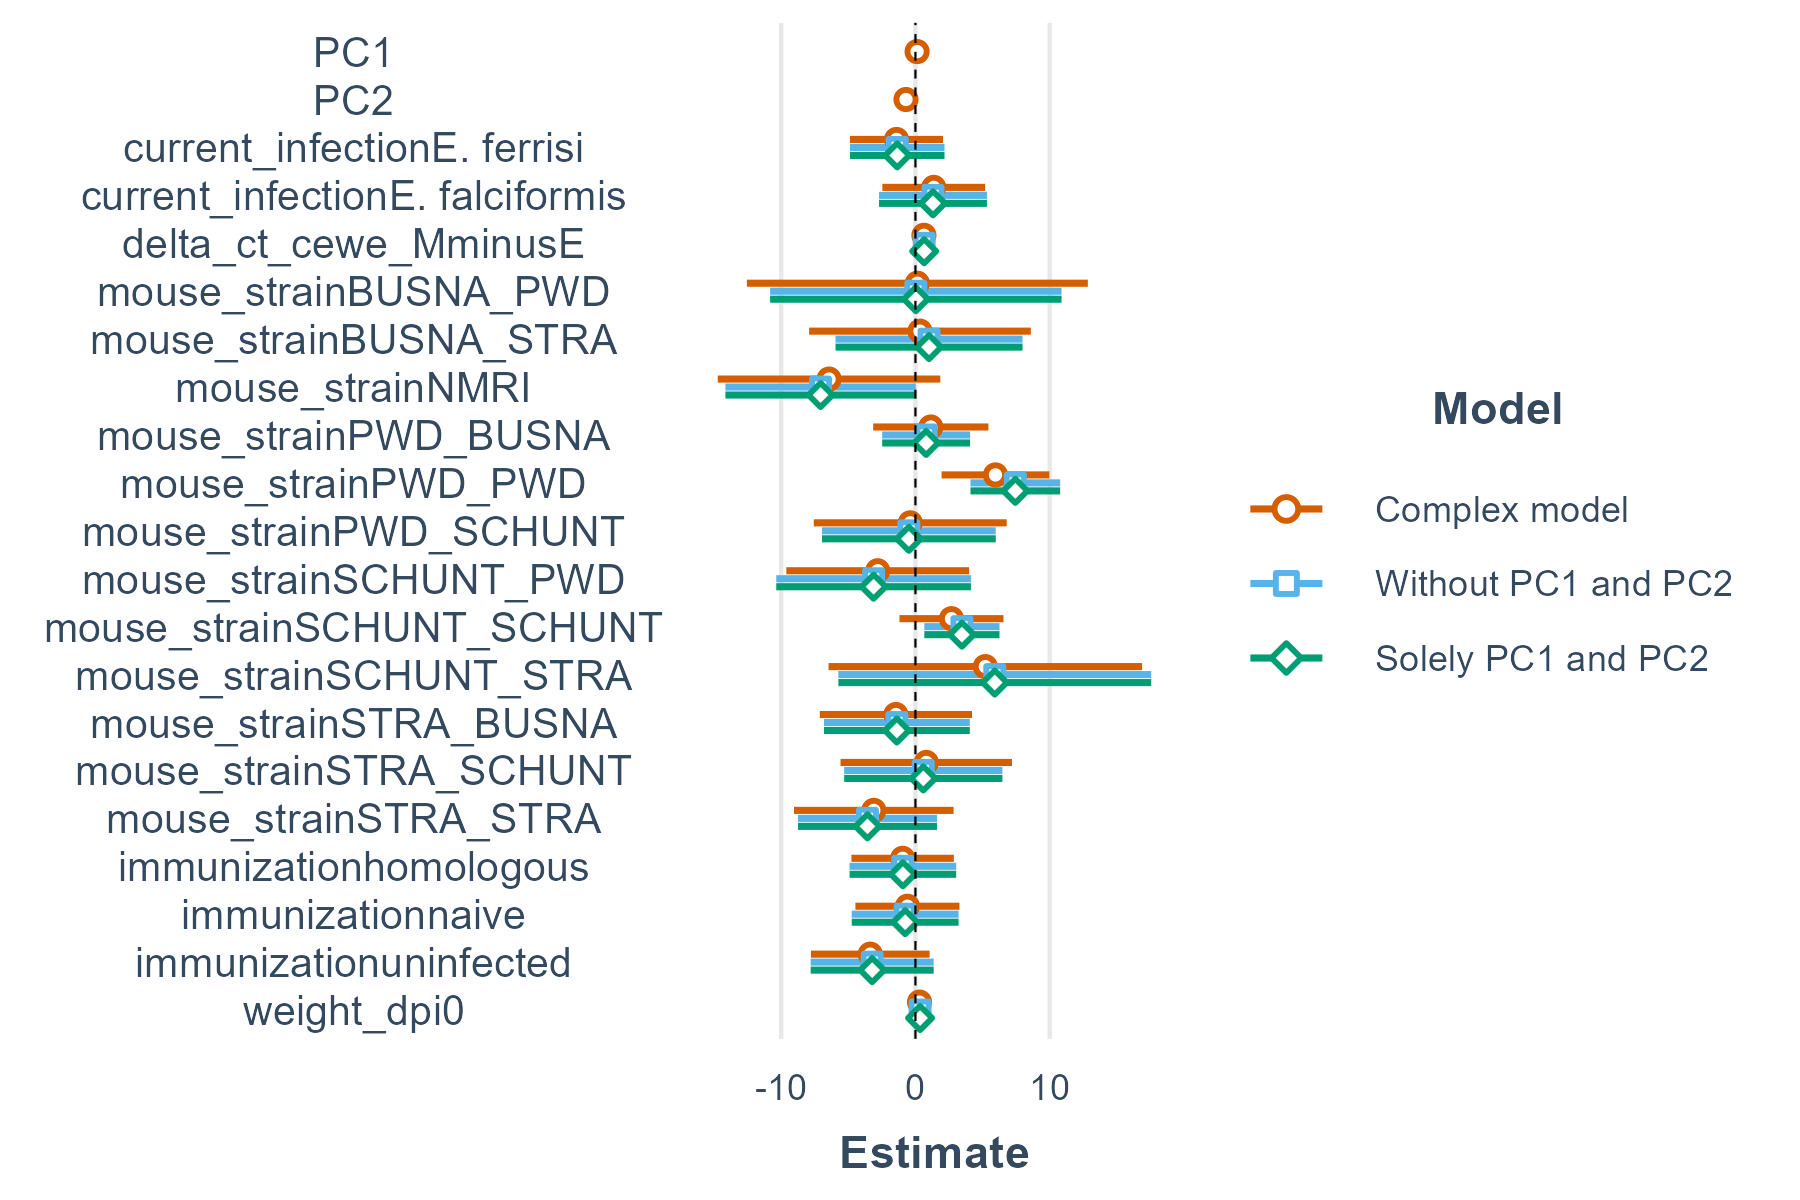 PC1
PC2
current_infectionE. ferrisi
current_infectionE. falciformis
delta_ct_cewe_MminusE
mouse_strainBUSNA_PWD
mouse_strainBUSNA_STRA
mouse_strainNMRI
mouse_strainPWD_BUSNA
mouse_strainPWD_PWD
mouse_strainPWD_SCHUNT
mouse_strainSCHUNT_PWD
mouse_strainSCHUNT_SCHUNT
mouse_strainSCHUNT_STRA
mouse_strainSTRA_BUSNA
mouse_strainSTRA_SCHUNT
mouse_strainSTRA_STRA
immunizationhomologous
immunizationnaive
immunizationuninfected
weight_dpi0
-10 0 10
Estimate
Model
Complex model
Without PC1 and PC2
Solely PC1 and PC2